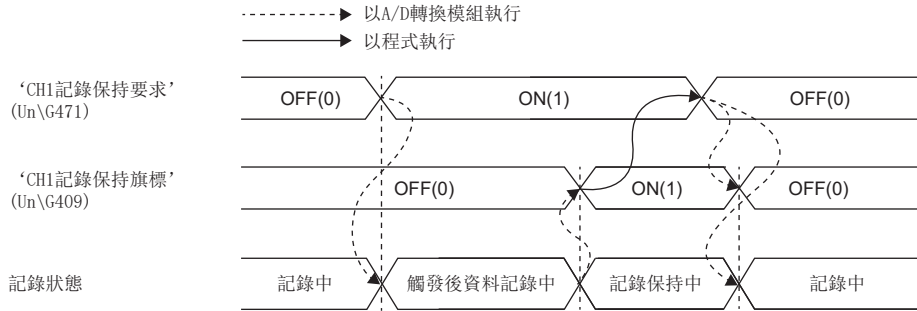 以A/D轉換模組執行
以程式執行
‘CH1記錄保持要求’
(Un\G471)
OFF(0) ON(1) OFF(0)
‘CH1記錄保持旗標’
(Un\G409)
OFF(0) ON(1) OFF(0)
記錄狀態
記錄中 觸發後資料記錄中 記錄保持中 記錄中